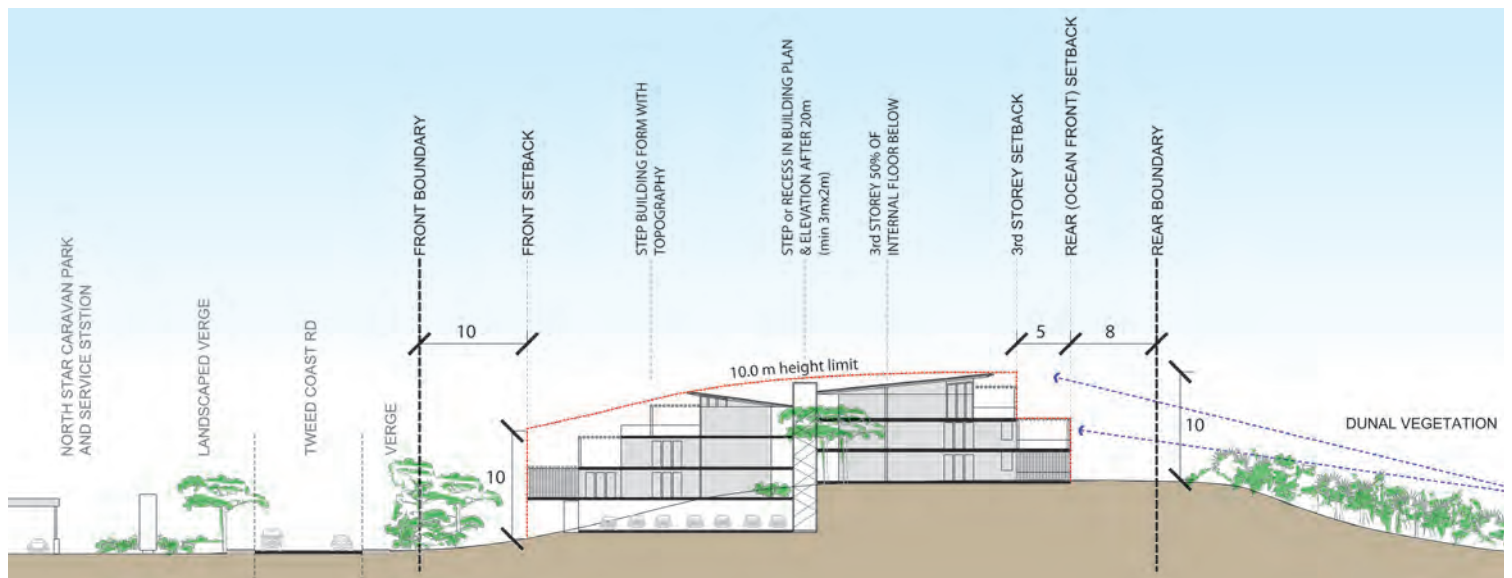 NORTH STAR CARAVAN PARK
AND SERVICE STSTION
LANDSCAPED VERGE
TWEED COCOAST RD
VERGE
FRONT BOUNDARY
FRONT SETBACK
STEP BUILDING FORM WITH
TOPOGRAPHY
STEP or RECESS IN BUILDING PLAN
& ELEVATION AFTER 20m
(min 3mx2m)
3rd STOREY 50% OF
INTERNAL FLOOR BELOW
3rd STOREY SETBACK
REAR (OCEAN FRONT) SETBACK
REAR BOUNDARY
10
5
8
10.0 m height limit
10
10
DUNAL VEGETATION